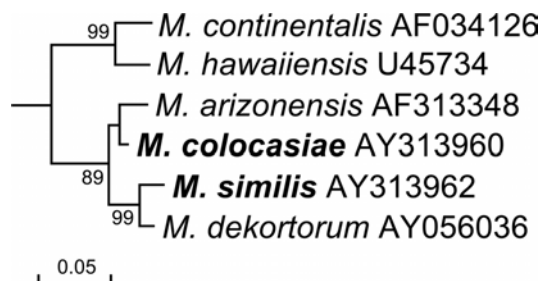 99
M. continentalis AF034126
M. hawaiiensis U45734
M. arizonensis AF313348
M. colocasiae AY313960
89
M. similis AY313962
99
M. dekortorum AY056036
0.05